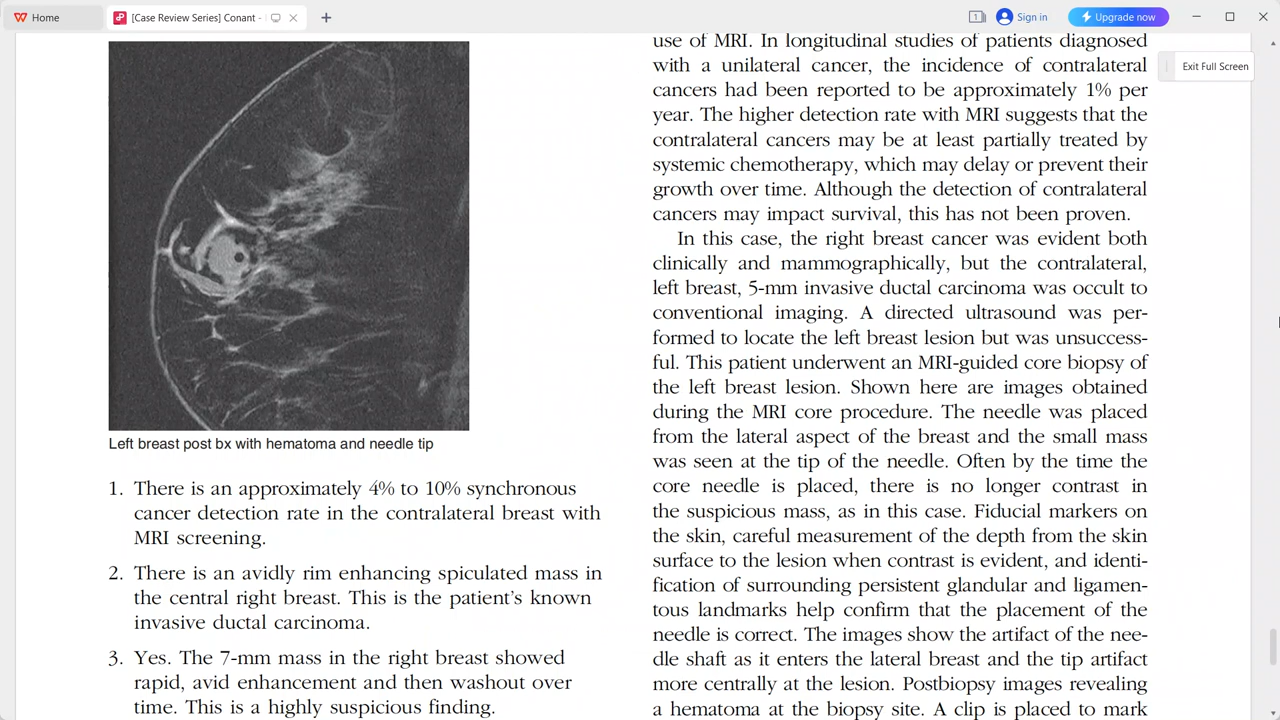 Home
[Case Review Series] Conant -
Sign in
Upgrade now
Exit Full Screen
Left breast post bx with hematoma and needle tip
1. There is an approximately 4% to 10% synchronous
cancer detection rate in the contralateral breast with
MRI screening.
2. There is an avidly rim enhancing spiculated mass in
the central right breast. This is the patient’s known
invasive ductal carcinoma.
3. Yes. The 7-mm mass in the right breast showed
rapid, avid enhancement and then washout over
time. This is a highly suspicious finding.
use of MRI. In longitudinal studies of patients diagnosed
with a unilateral cancer, the incidence of contralateral
cancers had been reported to be approximately 1% per
year. The higher detection rate with MRI suggests that the
contralateral cancers may be at least partially treated by
systemic chemotherapy, which may delay or prevent their
growth over time. Although the detection of contralateral
cancers may impact survival, this has not been proven.
In this case, the right breast cancer was evident both
clinically and mammographically, but the contralateral,
left breast, 5-mm invasive ductal carcinoma was occult to
conventional imaging. A directed ultrasound was per-
formed to locate the left breast lesion but was unsuccess-
ful. This patient underwent an MRI-guided core biopsy of
the left breast lesion. Shown here are images obtained
during the MRI core procedure. The needle was placed
from the lateral aspect of the breast and the small mass
was seen at the tip of the needle. Often by the time the
core needle is placed, there is no longer contrast in
the suspicious mass, as in this case. Fiducial markers on
the skin, careful measurement of the depth from the skin
surface to the lesion when contrast is evident, and identi-
fication of surrounding persistent glandular and ligamen-
tous landmarks help confirm that the placement of the
needle is correct. The images show the artifact of the nee-
dle shaft as it enters the lateral breast and the tip artifact
more centrally at the lesion. Postbiopsy images revealing
a hematoma at the biopsy site. A clip is placed to mark